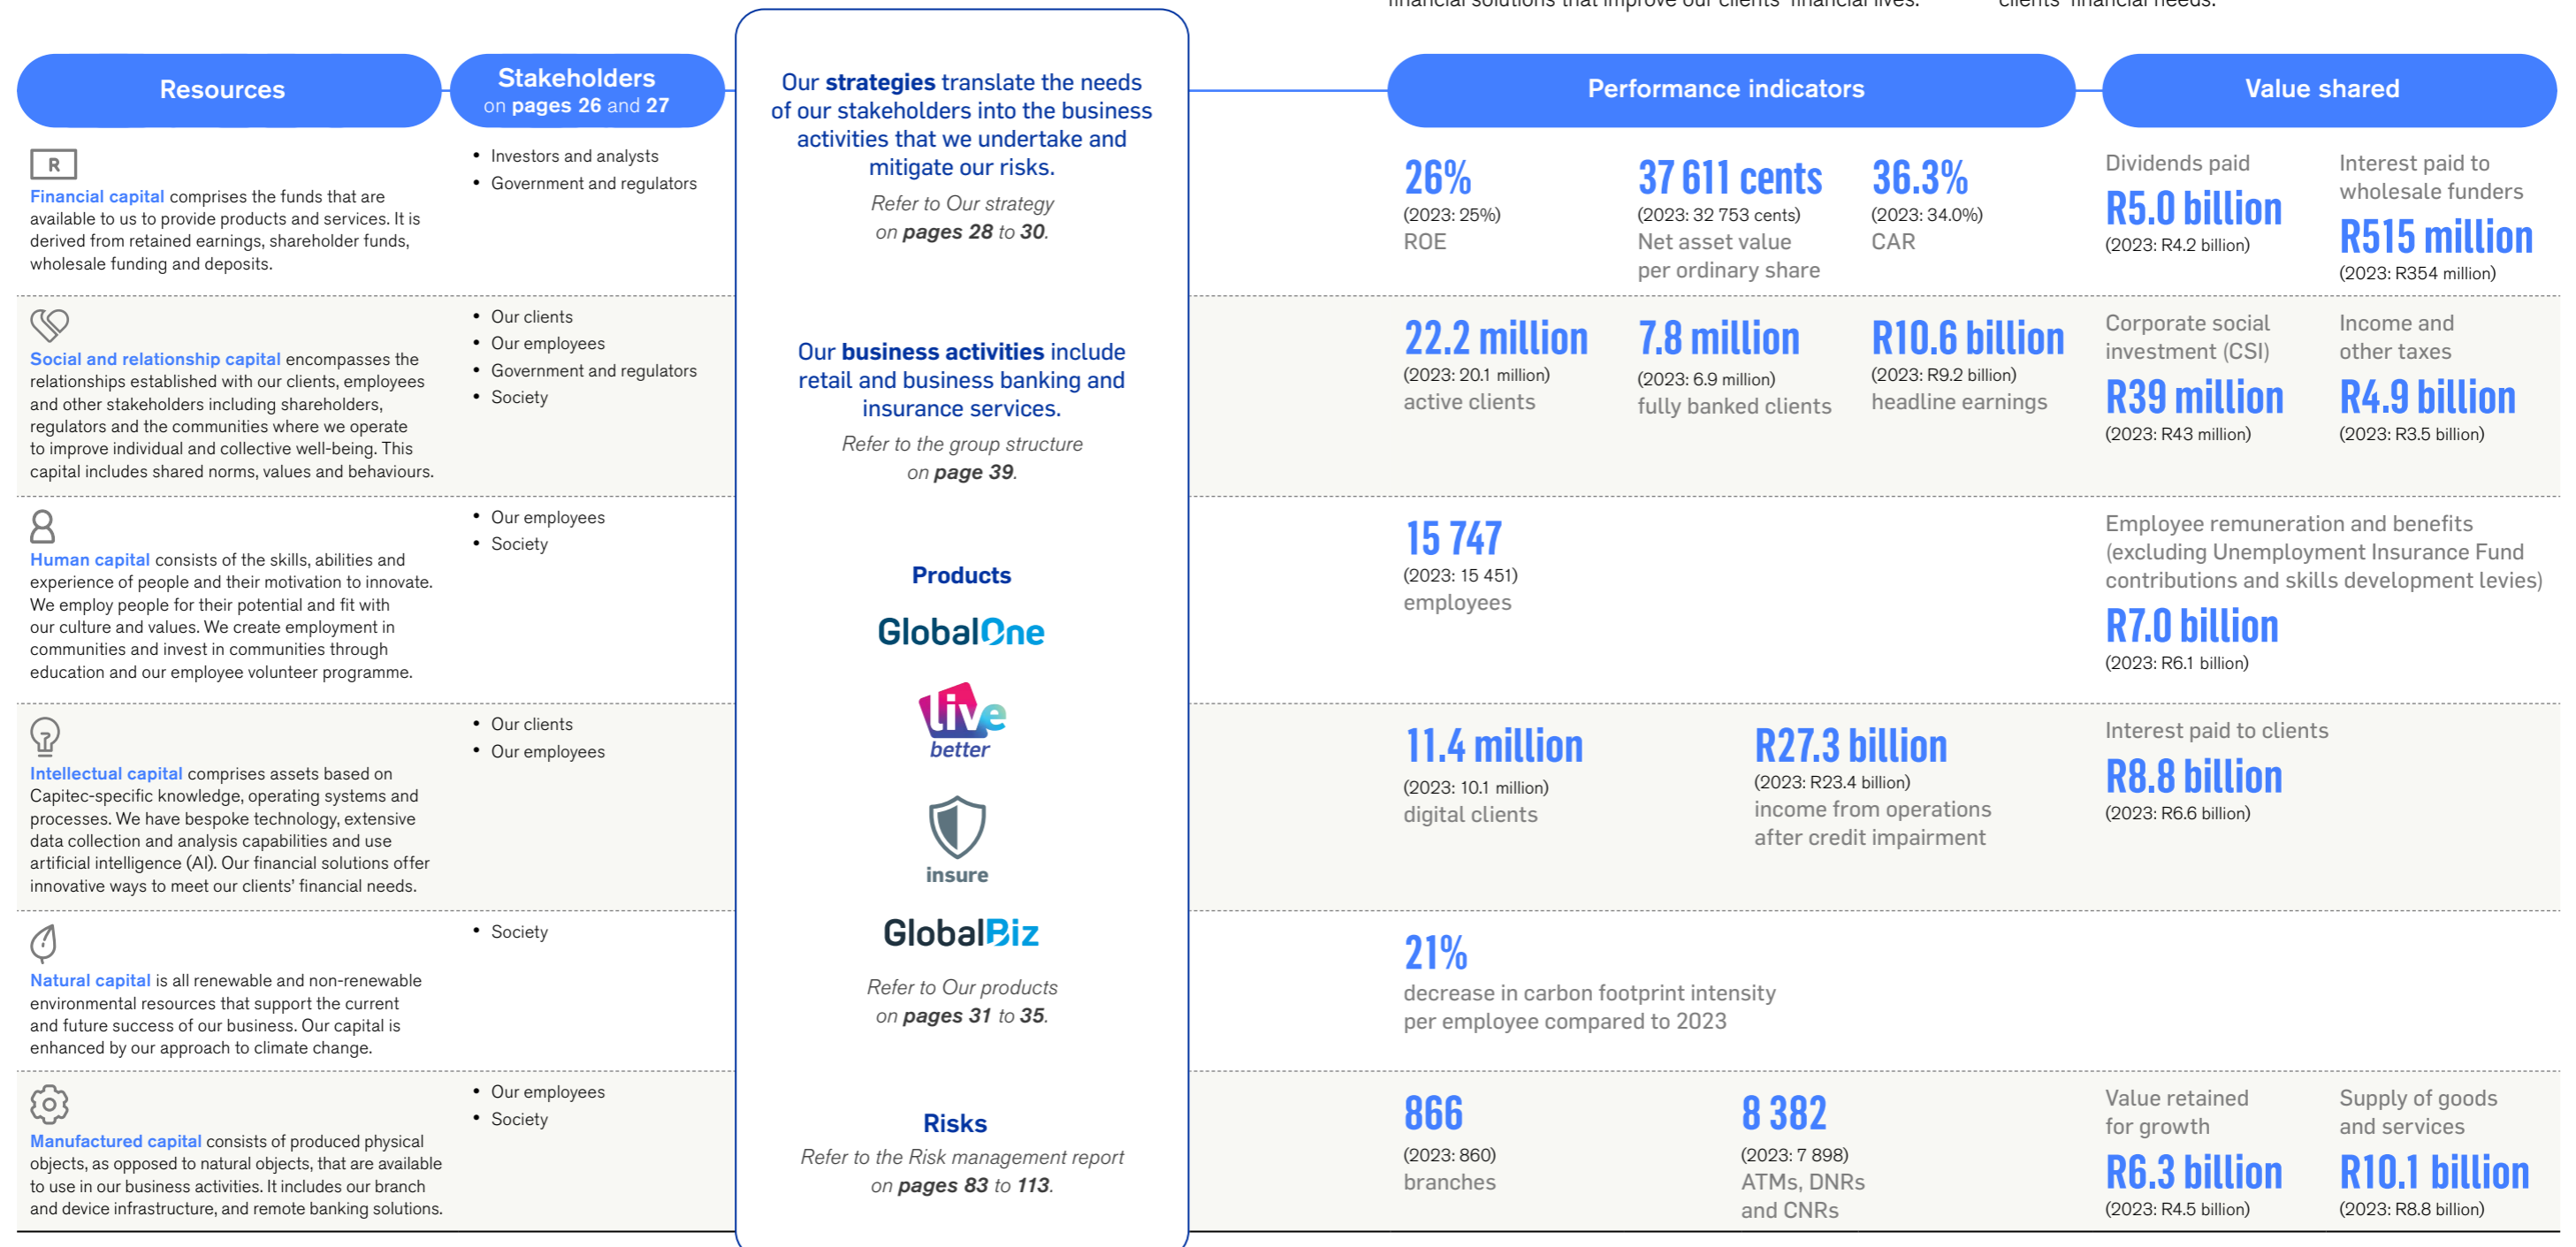 financial solutions that improve our clients' financial lives.
clients' financial needs.
Resources
Stakeholders
on pages 26 and 27
Performance indicators
Value shared
R
Financial capital comprises the funds that are
available to us to provide products and services. It is
derived from retained earnings, shareholder funds,
wholesale funding and deposits.
• Investors and analysts
• Government and regulators
Our strategies translate the needs
of our stakeholders into the business
activities that we undertake and
mitigate our risks.
Refer to Our strategy
on pages 28 to 30.
26%
(2023: 25%)
ROE
37 611 cents
(2023: 32 753 cents)
Net asset value
per ordinary share
36.3%
(2023: 34.0%)
CAR
Dividends paid
R5.0 billion
(2023: R4.2 billion)
Interest paid to
wholesale funders
R515 million
(2023: R354 million)
Social and relationship capital encompasses the
relationships established with our clients, employees
and other stakeholders including shareholders,
regulators and the communities where we operate
to improve individual and collective well-being. This
capital includes shared norms, values and behaviours.
• Our clients
• Our employees
• Government and regulators
• Society
Our business activities include
retail and business banking and
insurance services.
Refer to the group structure
on page 39.
22.2 million
(2023: 20.1 million)
active clients
7.8 million
(2023: 6.9 million)
fully banked clients
R10.6 billion
(2023: R9.2 billion)
headline earnings
Corporate social
investment (CSI)
R39 million
(2023: R43 million)
Income and
other taxes
R4.9 billion
(2023: R3.5 billion)
Human capital consists of the skills, abilities and
experience of people and their motivation to innovate.
We employ people for their potential and fit with
our culture and values. We create employment in
communities and invest in communities through
education and our employee volunteer programme.
• Our employees
• Society
Products
GlobalOne
live
better
insure
GlobalBiz
Refer to Our products
on pages 31 to 35.
15 747
(2023: 15 451)
employees
Employee remuneration and benefits
(excluding Unemployment Insurance Fund
contributions and skills development levies)
R7.0 billion
(2023: R6.1 billion)
Intellectual capital comprises assets based on
Capitec-specific knowledge, operating systems and
processes. We have bespoke technology, extensive
data collection and analysis capabilities and use
artificial intelligence (AI). Our financial solutions offer
innovative ways to meet our clients' financial needs.
• Our clients
• Our employees
11.4 million
(2023: 10.1 million)
digital clients
R27.3 billion
(2023: R23.4 billion)
income from operations
after credit impairment
Interest paid to clients
R8.8 billion
(2023: R6.6 billion)
Natural capital is all renewable and non-renewable
environmental resources that support the current
and future success of our business. Our capital is
enhanced by our approach to climate change.
• Society
21%
decrease in carbon footprint intensity
per employee compared to 2023
Manufactured capital consists of produced physical
objects, as opposed to natural objects, that are available
to use in our business activities. It includes our branch
and device infrastructure, and remote banking solutions.
• Our employees
• Society
Risks
Refer to the Risk management report
on pages 83 to 113.
866
(2023: 860)
branches
8 382
(2023: 7 898)
ATMs, DNRs
and CNRs
Value retained
for growth
R6.3 billion
(2023: R4.5 billion)
Supply of goods
and services
R10.1 billion
(2023: R8.8 billion)